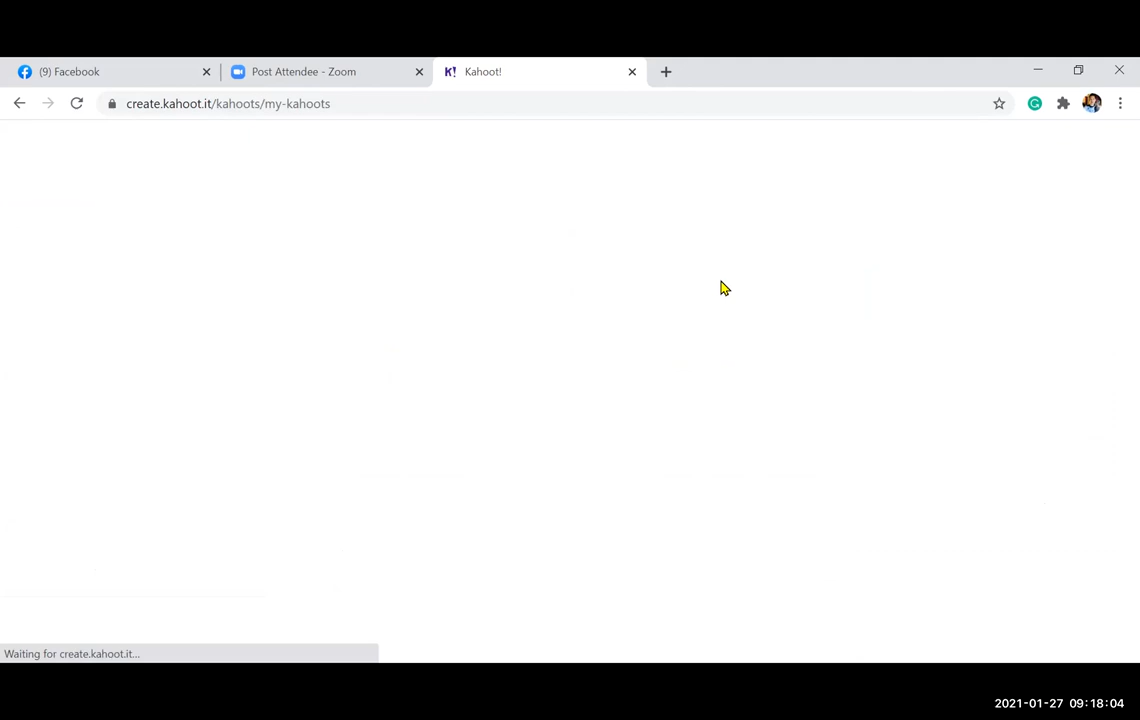 (9) Facebook
Post Attendee - Zoom
K! Kahoot!
create.kahoot.it/kahoots/my-kahoots
Waiting for create.kahoot.it...
2021-01-27 09:18:04